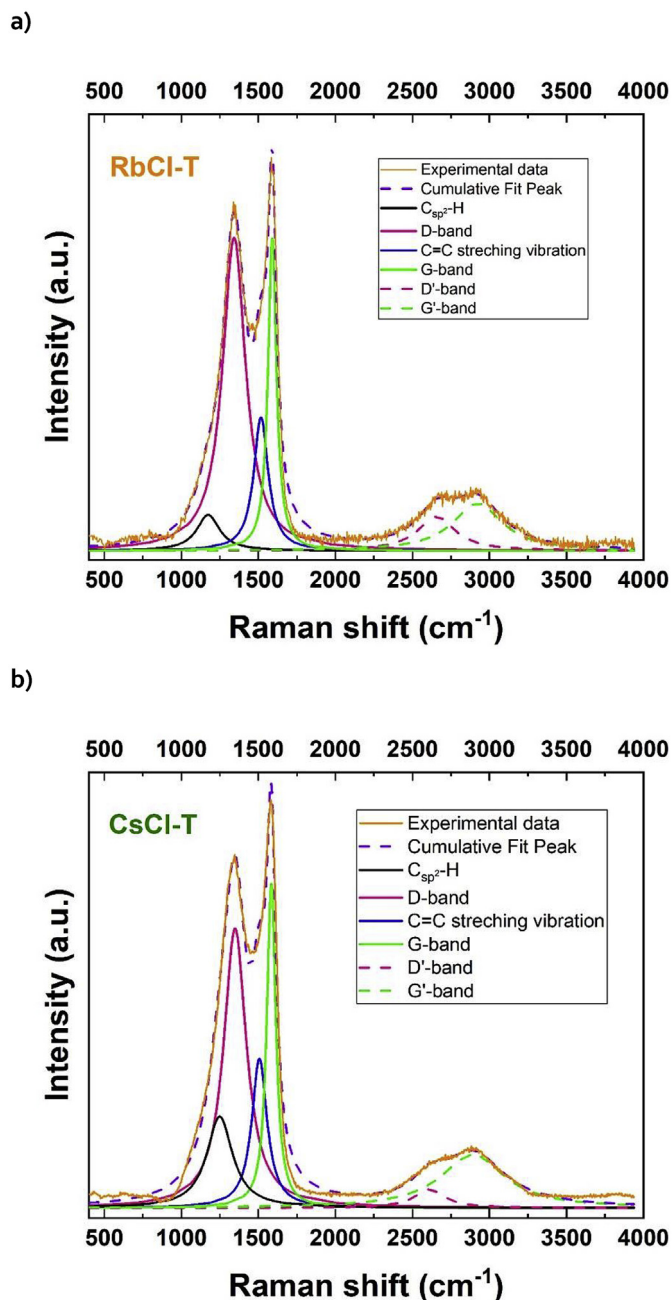 a)
500 1000 1500 2000 2500 3000 3500 4000
RbCl-T
Experimental data
Cumulative Fit Peak
Csp²-H
D-band
C=C streching vibration
G-band
D'-band
G'-band
Intensity (a.u.)
500 1000 1500 2000 2500 3000 3500 4000
Raman shift (cm⁻¹)
b)
500 1000 1500 2000 2500 3000 3500 4000
CsCl-T
Experimental data
Cumulative Fit Peak
Csp²-H
D-band
C=C streching vibration
G-band
D'-band
G'-band
Intensity (a.u.)
500 1000 1500 2000 2500 3000 3500 4000
Raman shift (cm⁻¹)